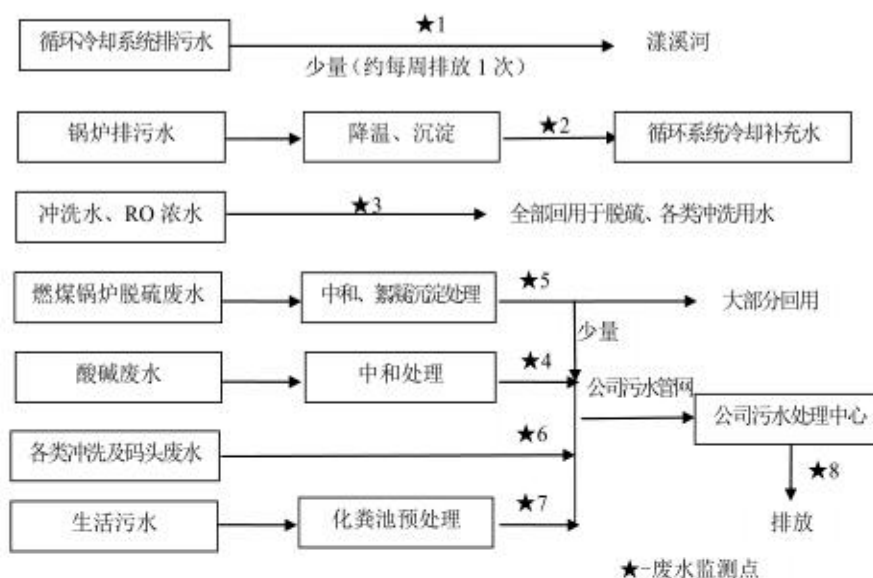 ★1
循环冷却系统排污水
漾溪河
少量（约每周排放1次）
锅炉排污水
降温、沉淀
★2
循环系统冷却补充水
冲洗水、RO浓水
★3
全部回用于脱硫、各类冲洗用水
燃煤锅炉脱硫废水
中和、絮凝沉淀处理
★5
大部分回用
少量
酸碱废水
中和处理
★4
公司污水管网
公司污水处理中心
各类冲洗及码头废水
★6
★8
生活污水
化粪池预处理
★7
排放
★-废水监测点